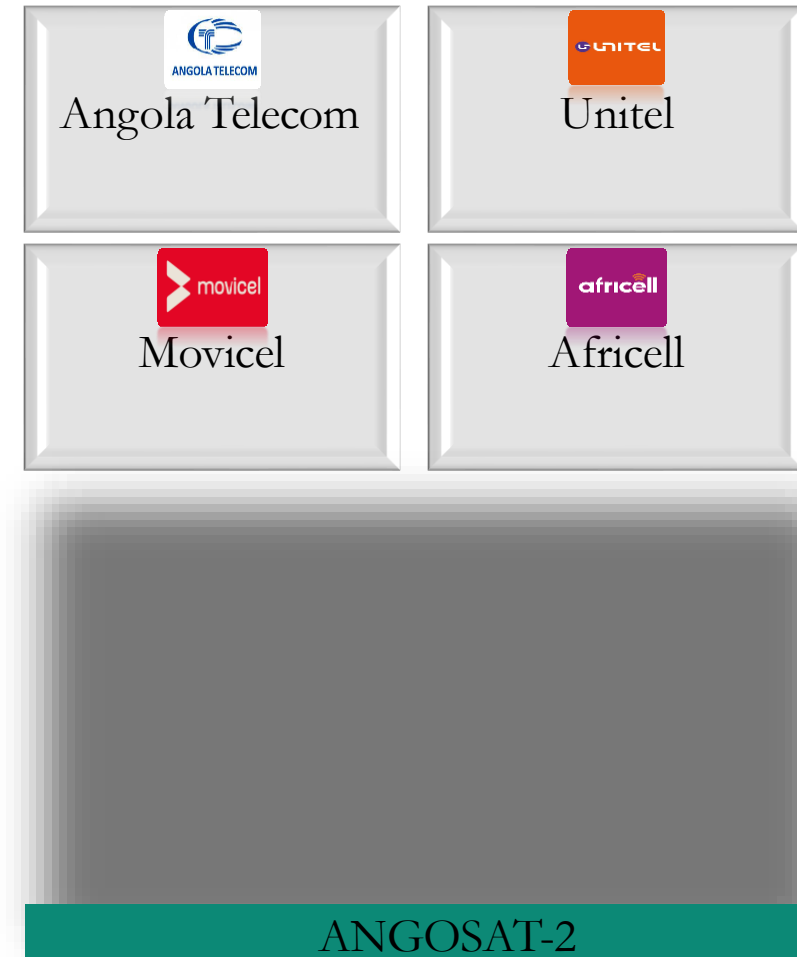 ANGOLA TELECOM
Angola Telecom
UNITEL
Unitel
movicel
Movicel
africell
Africell
ANGOSAT-2